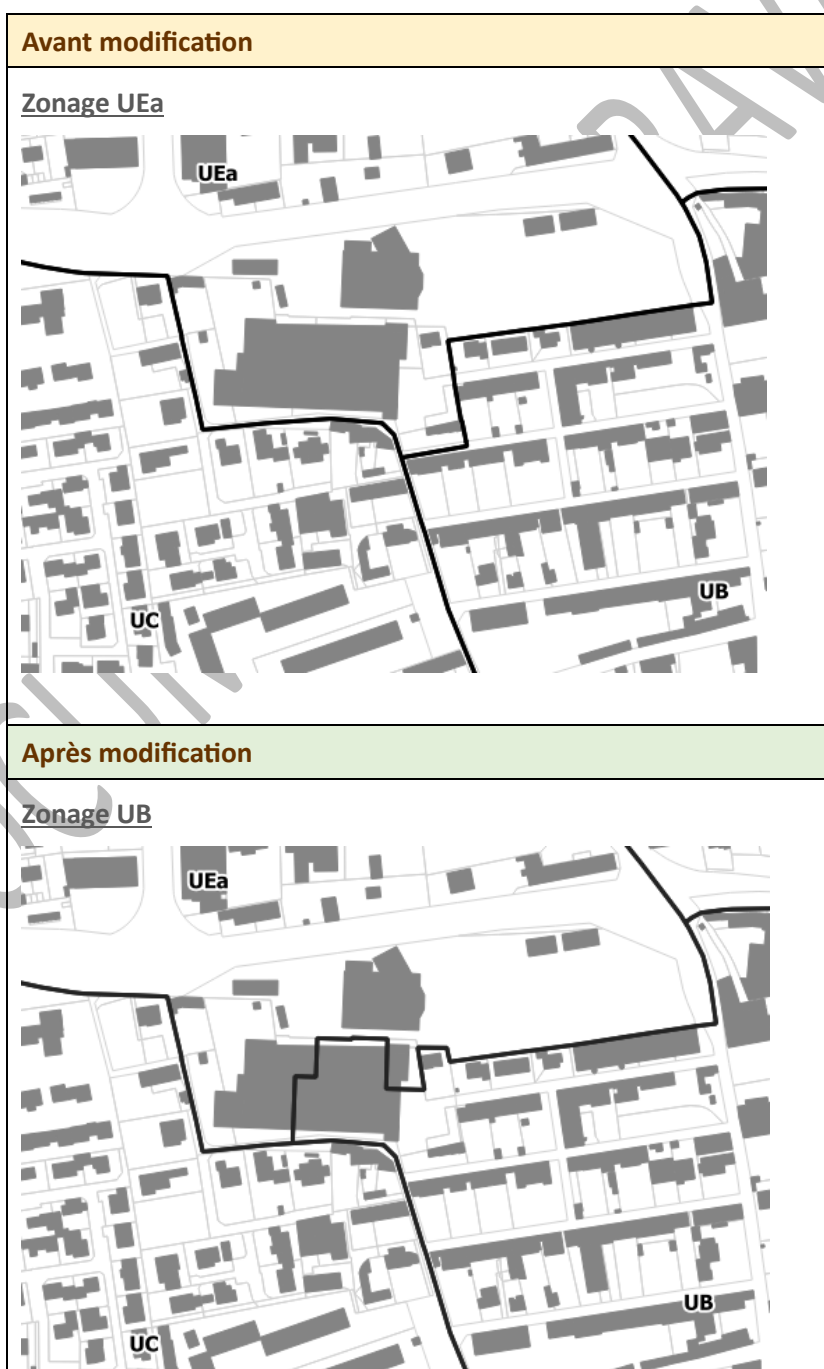 Avant modification
Zonage UEa
UEa
UB
UC
Après modification
Zonage UB
UEa
UB
UC